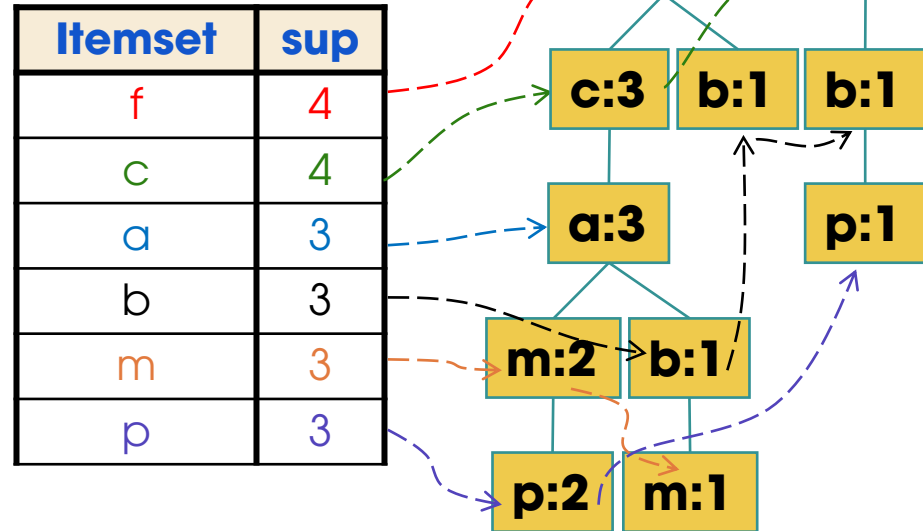 Itemset sup
f 4
c 4
a 3
b 3
m 3
p 3
c:3 b:1 b:1
a:3 p:1
m:2 b:1
p:2 m:1